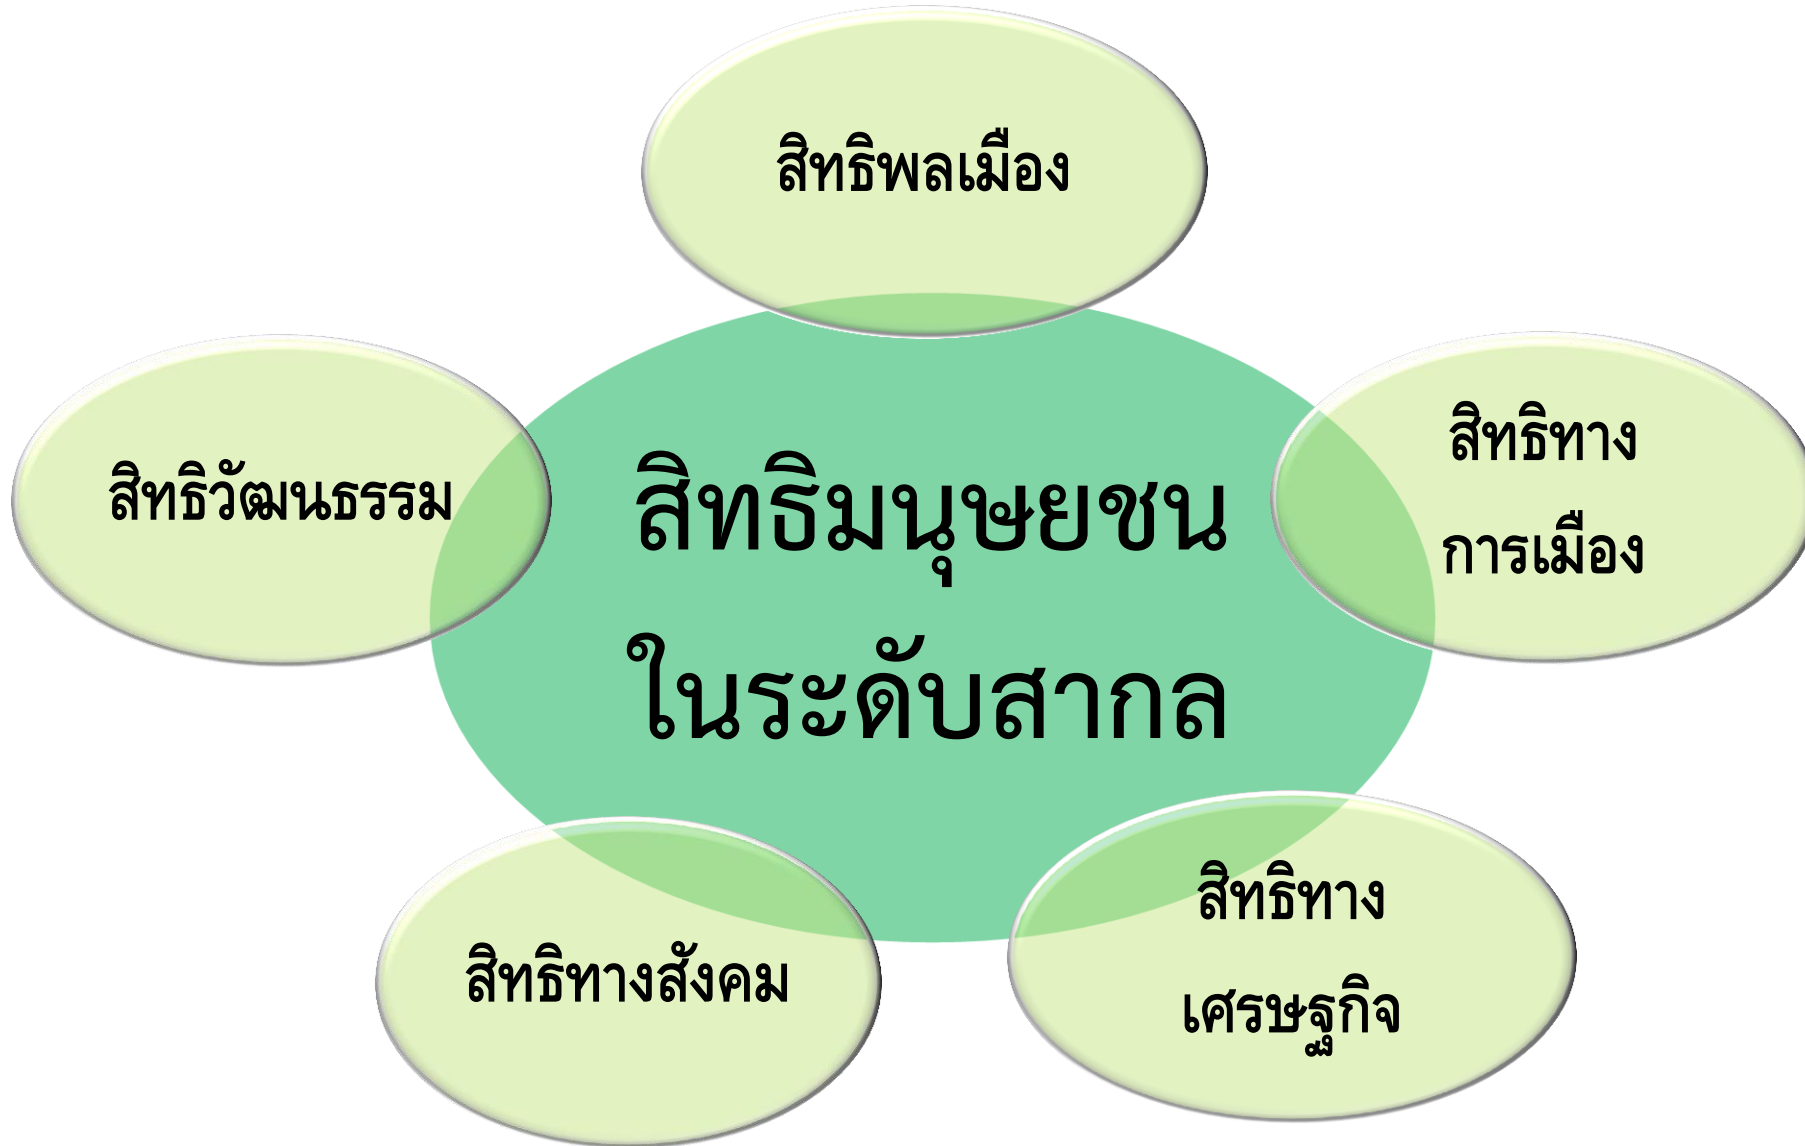 สิทธิพลเมือง
สิทธิทาง
การเมือง
สิทธิวัฒนธรรม
สิทธิมนุษยชน
ในระดับสากล
สิทธิทาง
เศรษฐกิจ
สิทธิทางสังคม